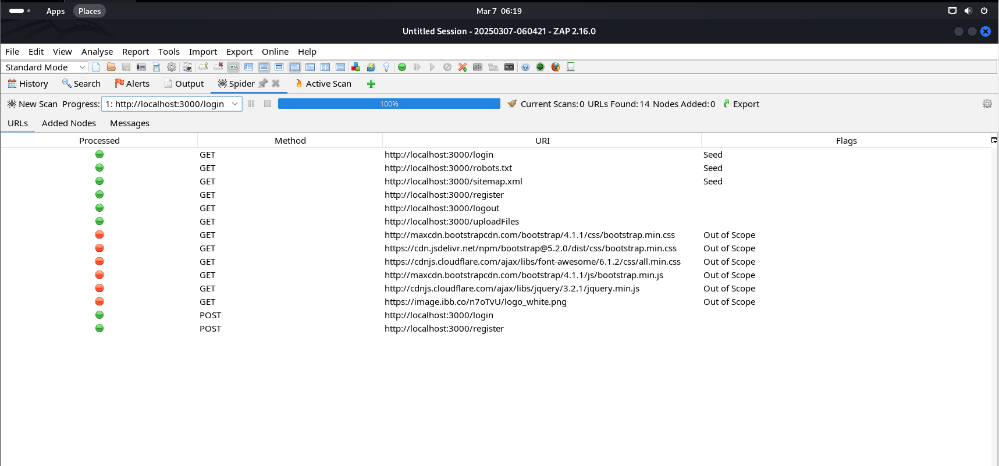 Apps Places Mar 7 06:19
Untitled Session - 20250307-060421 - ZAP 2.16.0
File Edit View Analyse Report Tools Import Export Online Help
Standard Mode
History Search Alerts Output Spider Active Scan
New Scan Progress: 1: http://localhost:3000/login 100% Current Scans: 0 URLs Found: 14 Nodes Added: 0 Export
URLs Added Nodes Messages
Processed Method URI Flags
GET http://localhost:3000/login Seed
GET http://localhost:3000/robots.txt Seed
GET http://localhost:3000/sitemap.xml Seed
GET http://localhost:3000/register
GET http://localhost:3000/logout
GET http://localhost:3000/uploadFiles
GET http://maxcdn.bootstrapcdn.com/bootstrap/4.1.1/css/bootstrap.min.css Out of Scope
GET https://cdn.jsdelivr.net/npm/bootstrap@5.2.0/dist/css/bootstrap.min.css Out of Scope
GET https://cdnjs.cloudflare.com/ajax/libs/font-awesome/6.1.2/css/all.min.css Out of Scope
GET http://maxcdn.bootstrapcdn.com/bootstrap/4.1.1/js/bootstrap.min.js Out of Scope
GET http://cdnjs.cloudflare.com/ajax/libs/jquery/3.2.1/jquery.min.js Out of Scope
GET https://image.ibb.co/n7oTvU/logo_white.png Out of Scope
POST http://localhost:3000/login
POST http://localhost:3000/register